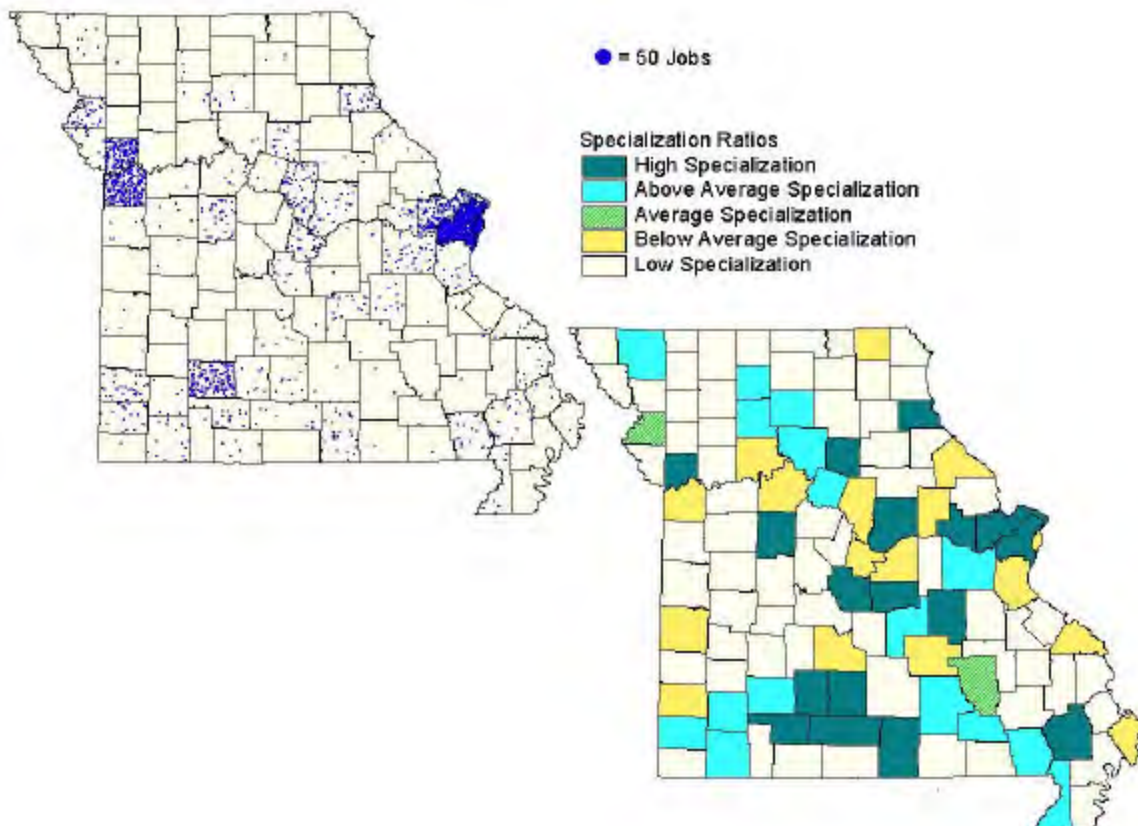 = 50 Jobs
Specialization Ratios
High Specialization
Above Average Specialization
Average Specialization
Below Average Specialization
Low Specialization